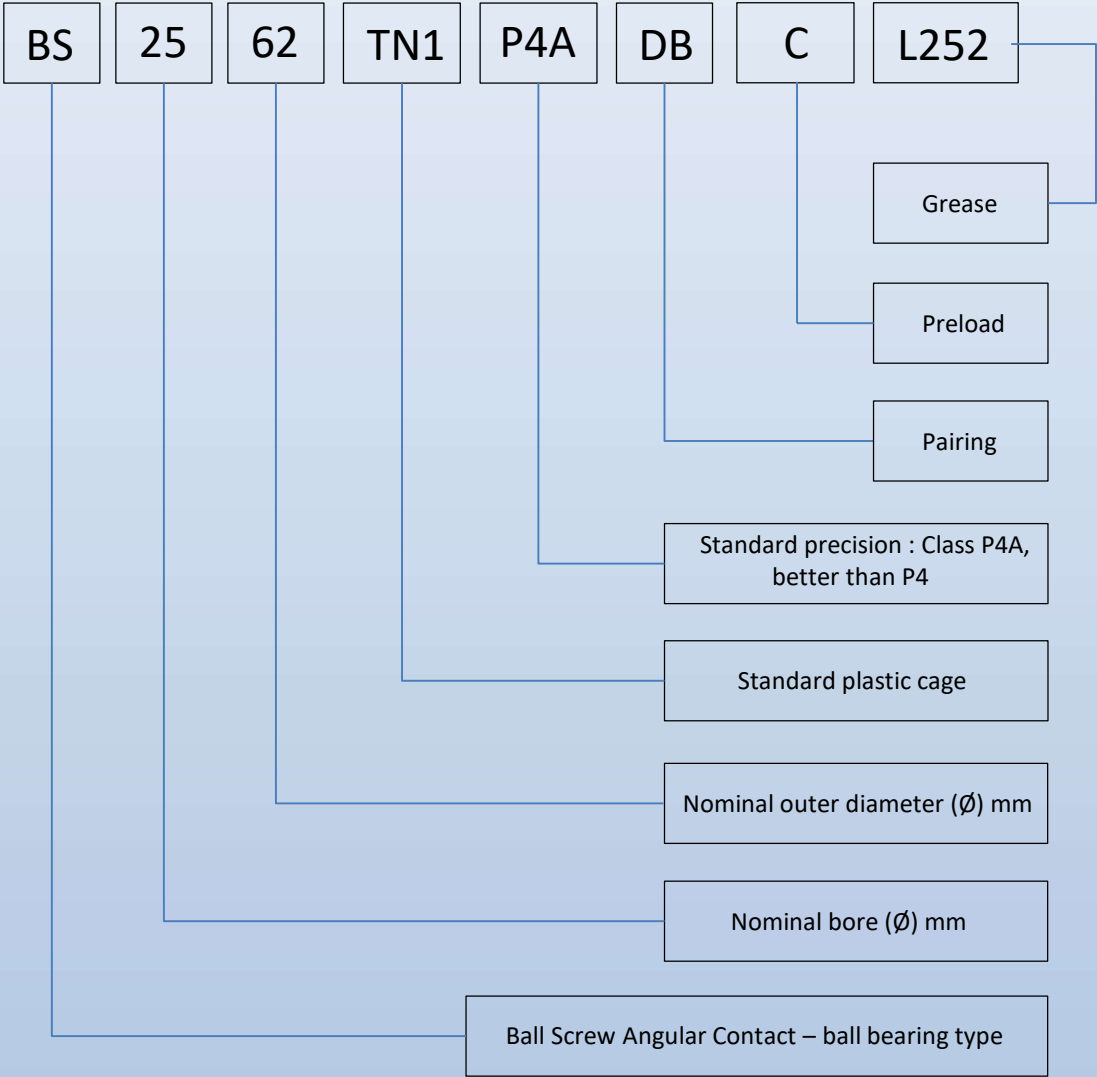 BS 25 62 TN1 P4A DB C L252
Grease
Preload
Pairing
Standard precision : Class P4A,
better than P4
Standard plastic cage
Nominal outer diameter (Ø) mm
Nominal bore (Ø) mm
Ball Screw Angular Contact – ball bearing type